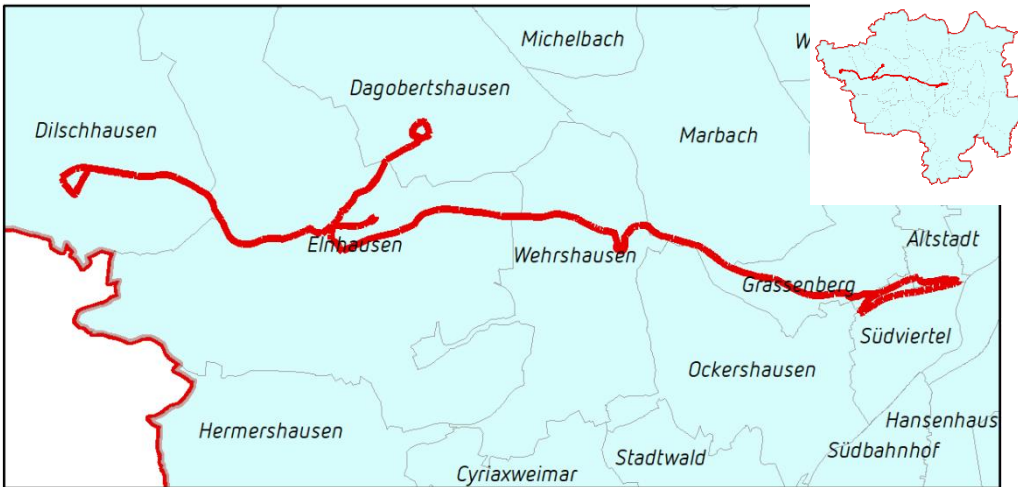 Michelbach
Dagobertshausen
Dilschhausen
Marbach
Elnhausen
Wehrshausen
Altstadt
Grassenberg
Südviertel
Ockershausen
Hansenhaus
Hermershausen
Stadtwald
Südbahnhof
Cyriaxweimar